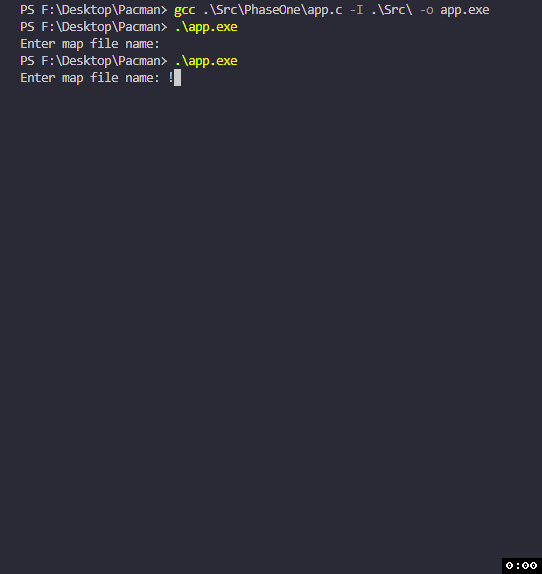 PS F:\Desktop\Pacman> gcc .\Src\PhaseOne\app.c -I .\Src\ -o app.exe
PS F:\Desktop\Pacman> .\app.exe
Enter map file name:
PS F:\Desktop\Pacman> .\app.exe
Enter map file name: !
0:00